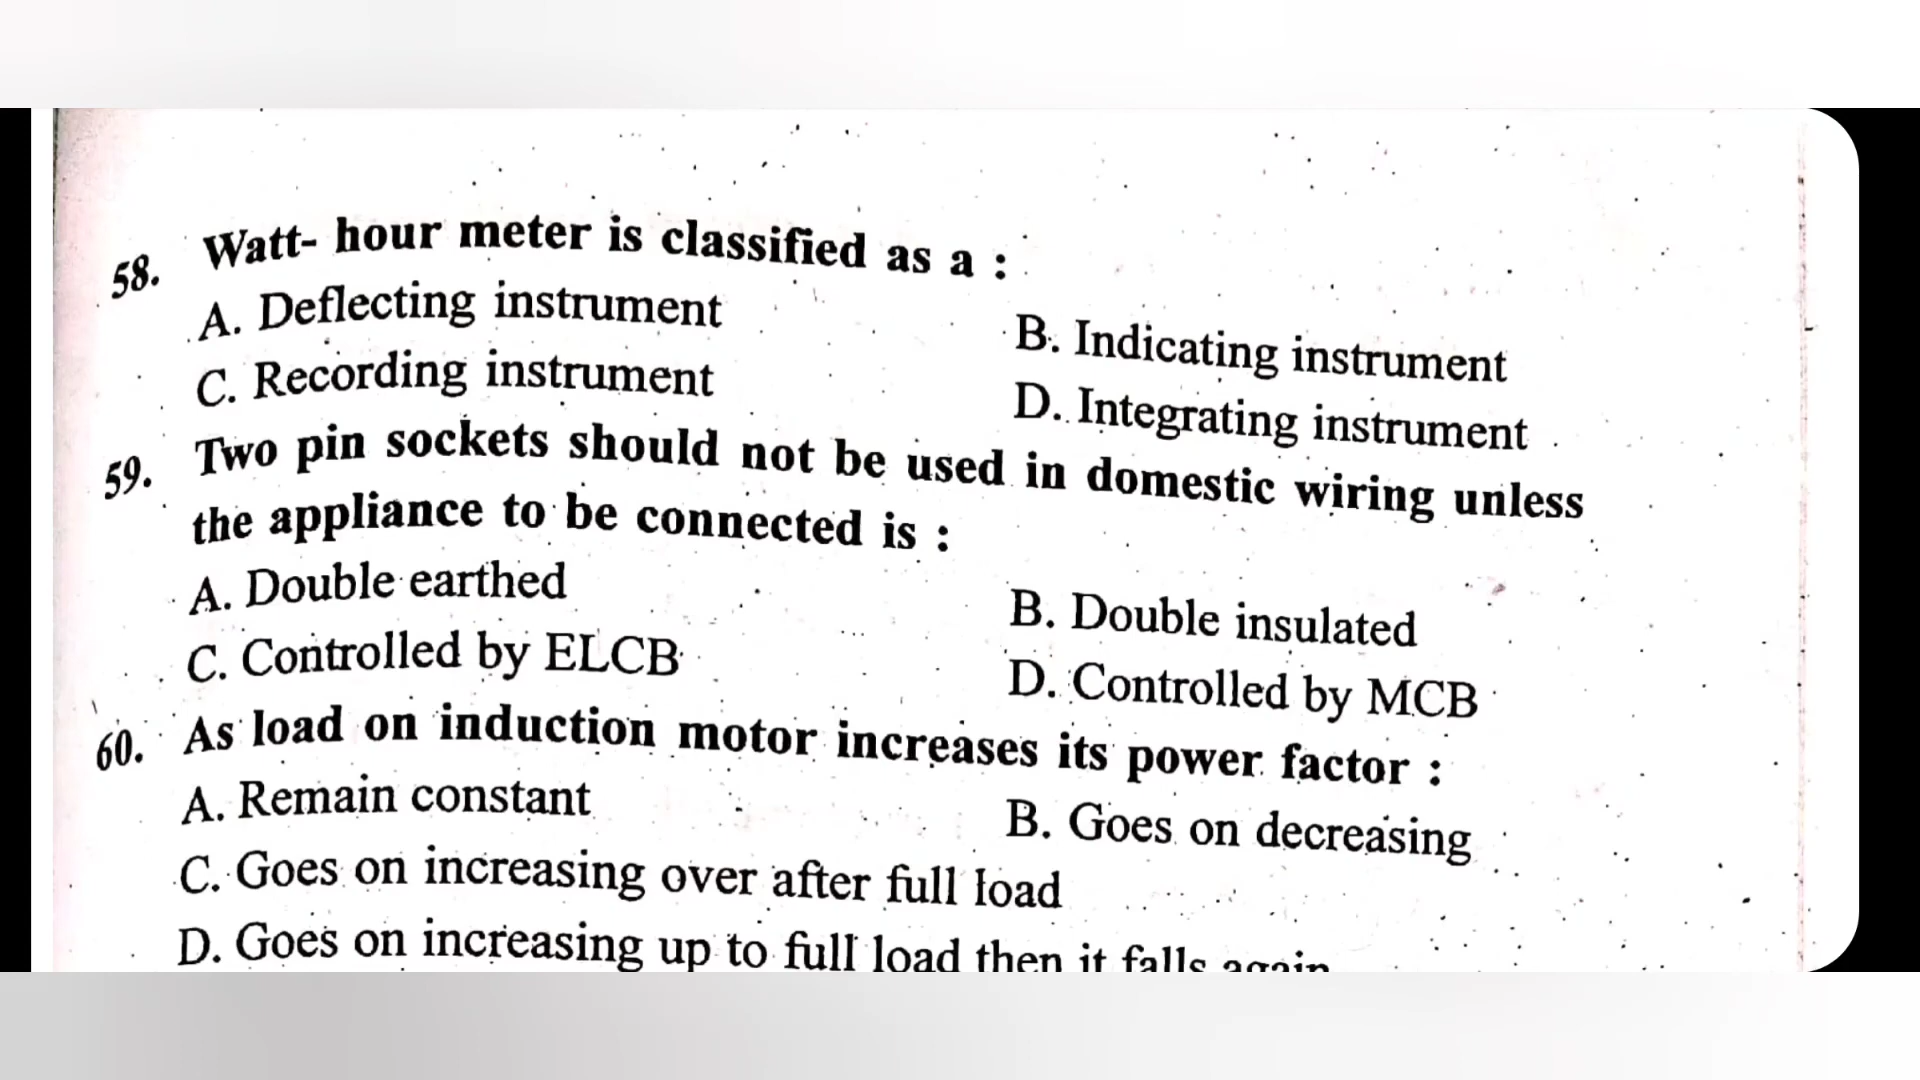 58. Watt- hour meter is classified as a :
A. Deflecting instrument
B. Indicating instrument
C. Recording instrument
D. Integrating instrument
59. Two pin sockets should not be used in domestic wiring unless
the appliance to be connected is :
A. Double earthed
B. Double insulated
C. Controlled by ELCB
D. Controlled by MCB
60. As load on induction motor increases its power factor :
A. Remain constant
B. Goes on decreasing
C. Goes on increasing over after full load
D. Goes on increasing up to full load then it falls again